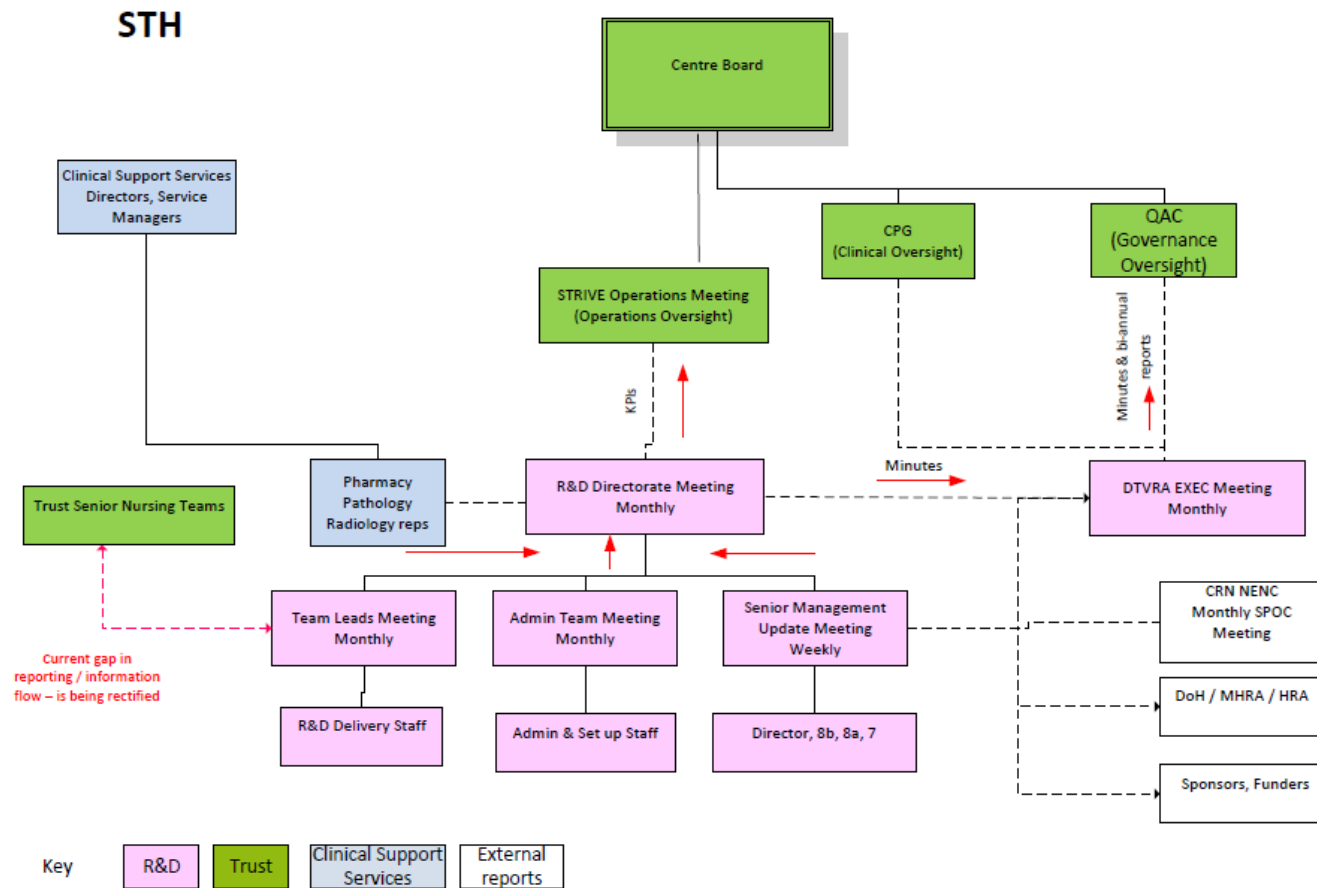 STH
Centre Board
Clinical Support Services
Directors, Service
Managers
CPG
(Clinical Oversight)
QAC
(Governance
Oversight)
STRIVE Operations Meeting
(Operations Oversight)
KPIs
Minutes & bi-annual
reports
Minutes
Trust Senior Nursing Teams
Pharmacy
Pathology
Radiology reps
R&D Directorate Meeting
Monthly
DTVRA EXEC Meeting
Monthly
Team Leads Meeting
Monthly
Admin Team Meeting
Monthly
Senior Management
Update Meeting
Weekly
CRN NENC
Monthly SPOC
Meeting
Current gap in
reporting / information
flow – is being rectified
R&D Delivery Staff
Admin & Set up Staff
Director, 8b, 8a, 7
DoH / MHRA / HRA
Sponsors, Funders
Key
R&D
Trust
Clinical Support
Services
External
reports